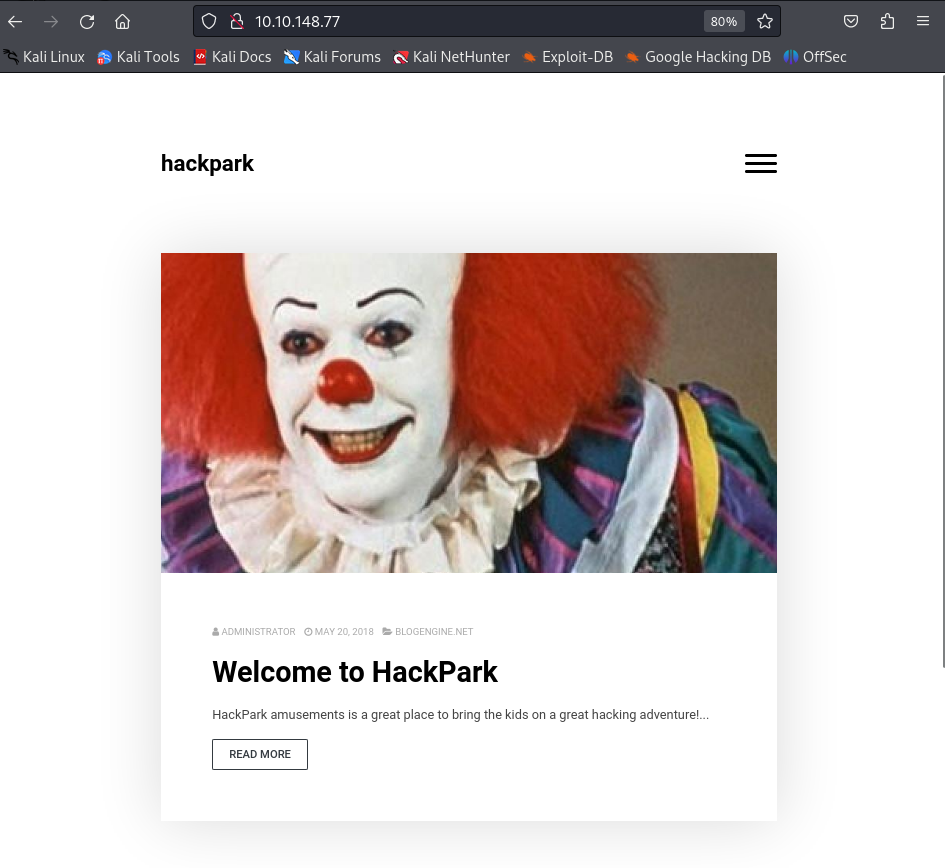 10.10.148.77 80%
Kali Linux Kali Tools Kali Docs Kali Forums Kali NetHunter Exploit-DB Google Hacking DB OffSec
hackpark
ADMINISTRATOR MAY 20, 2018 BLOGENGINE.NET
Welcome to HackPark
HackPark amusements is a great place to bring the kids on a great hacking adventure!...
READ MORE